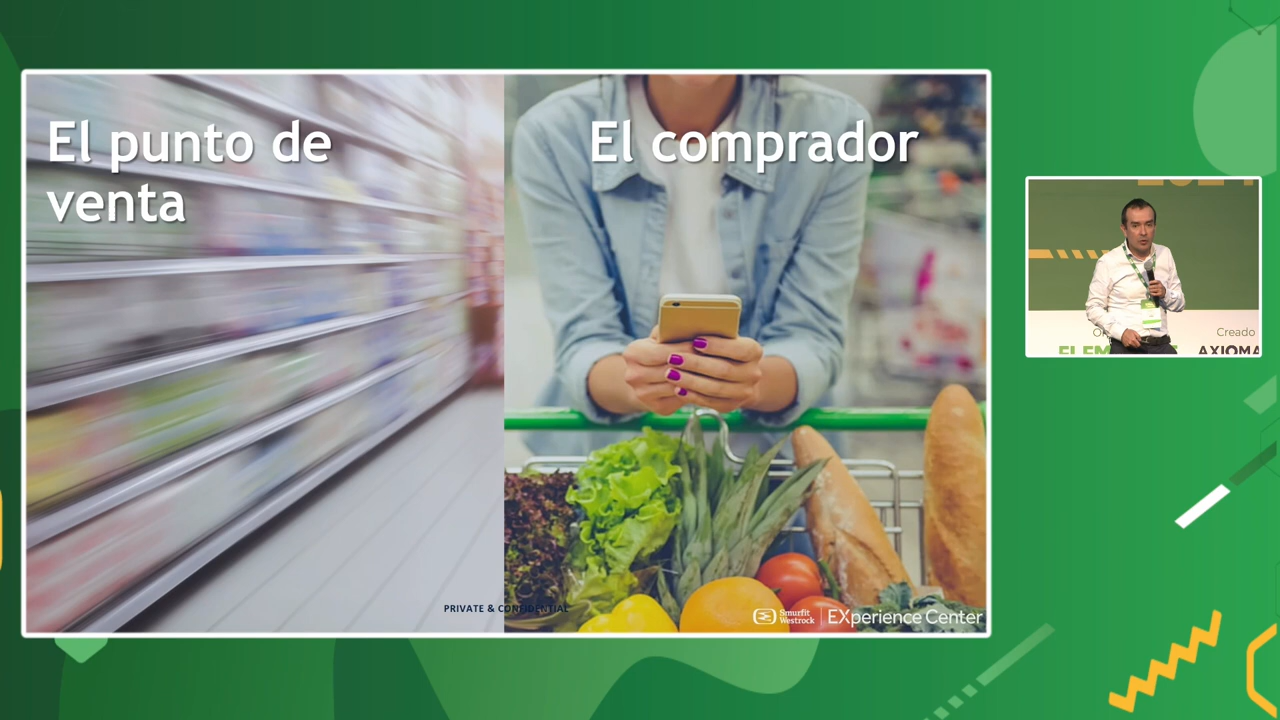 El punto de
venta
El comprador
PRIVATE & CONFIDENTIAL
Smurfit
Westrock
EXperience Center
Creado
AXIOMA